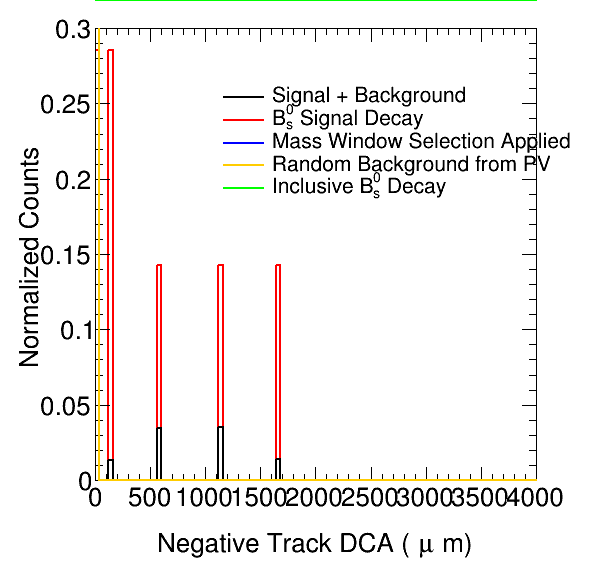 0.3
0.25
0.2
0.15
0.1
0.05
0
Normalized Counts
Signal + Background
B⁰ₛ Signal Decay
Mass Window Selection Applied
Random Background from PV
Inclusive B⁰ₛ Decay
0 500 1000 1500 2000 2500 3000 3500 4000
Negative Track DCA ( μ m)